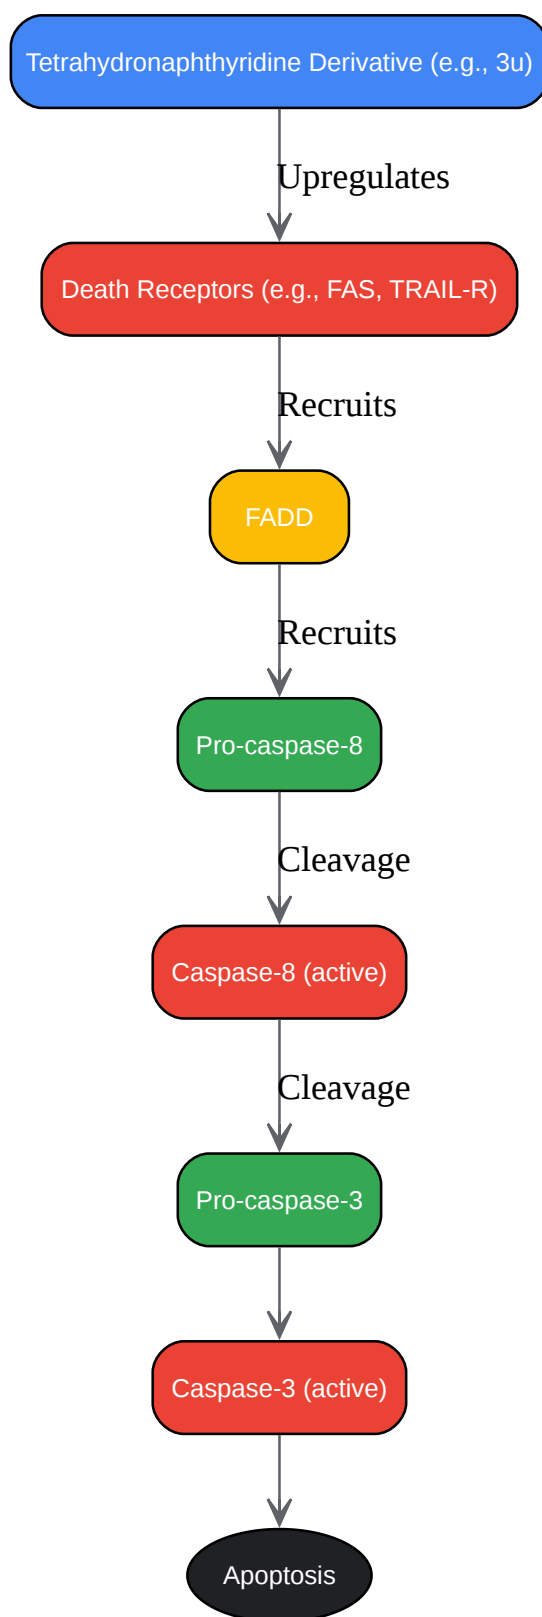 Tetrahydronaphthyridine Derivative (e.g., 3u)
Upregulates
Death Receptors (e.g., FAS, TRAIL-R)
Recruits
FADD
Recruits
Pro-caspase-8
Cleavage
Caspase-8 (active)
Cleavage
Pro-caspase-3
Caspase-3 (active)
Apoptosis